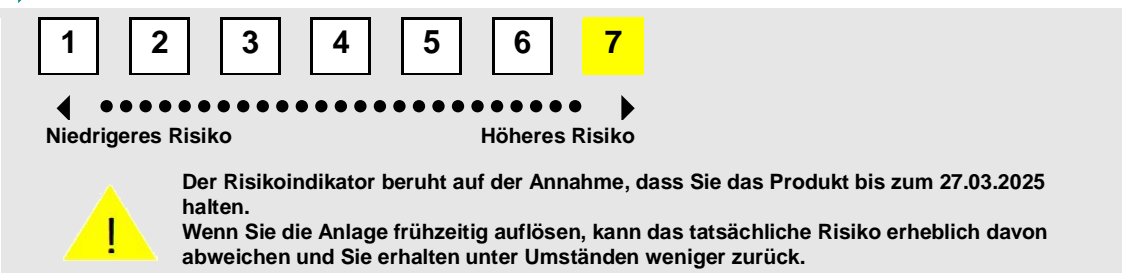 1 2 3 4 5 6 7
Niedrigeres Risiko Höheres Risiko
Der Risikoindikator beruht auf der Annahme, dass Sie das Produkt bis zum 27.03.2025
halten.
Wenn Sie die Anlage frühzeitig auflösen, kann das tatsächliche Risiko erheblich davon
abweichen und Sie erhalten unter Umständen weniger zurück.
!